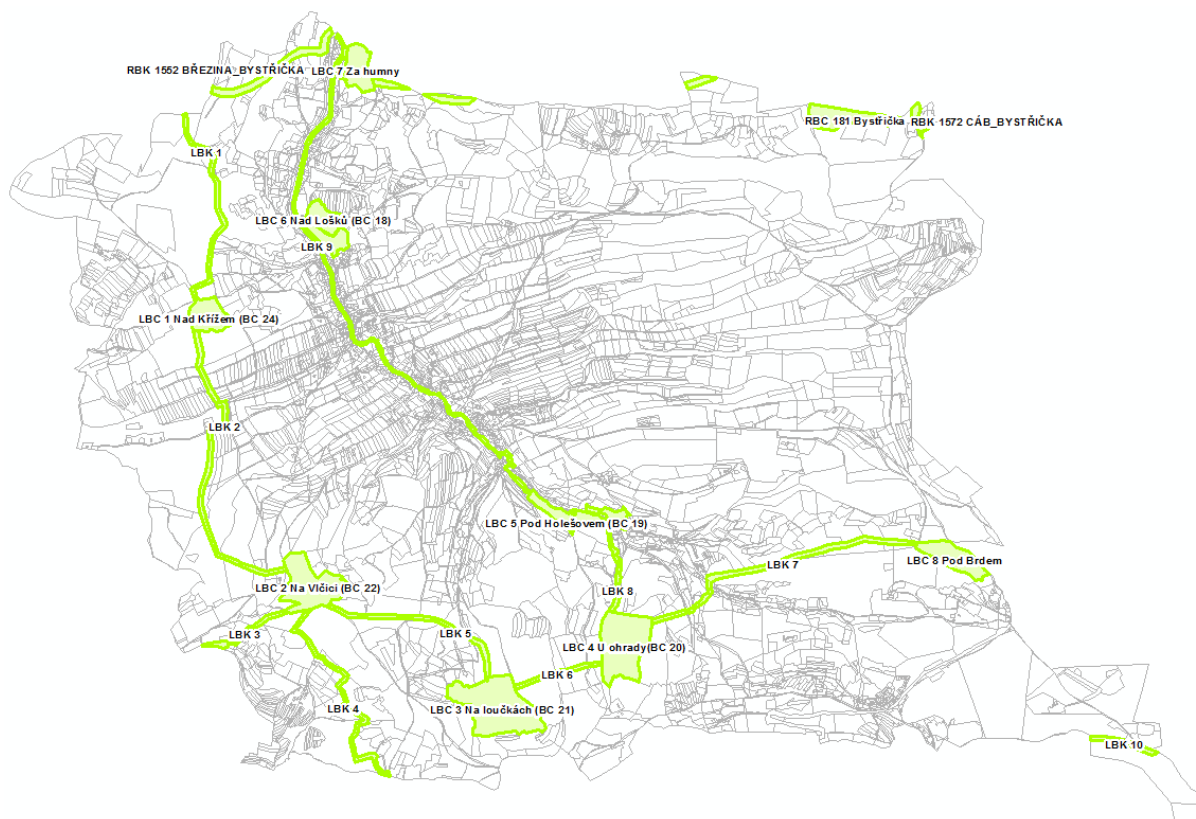 RBK 1552 BŘEZINA_BYSTŘIČKA
LBC 7 Za humny
RBC 181 Bystřička
RBK 1572 CÁB_BYSTŘIČKA
LBK 1
LBC 6 Nad Lošků (BC 18)
LBK 9
LBC 1 Nad Křížem (BC 24)
LBK 2
LBC 5 Pod Holešovem (BC 19)
LBC 8 Pod Brdem
LBK 7
LBC 2 Na Vlčici (BC 22)
LBK 8
LBK 3
LBK 5
LBC 4 U ohrady(BC 20)
LBK 6
LBK 4
LBC 3 Na loučkách (BC 21)
LBK 10